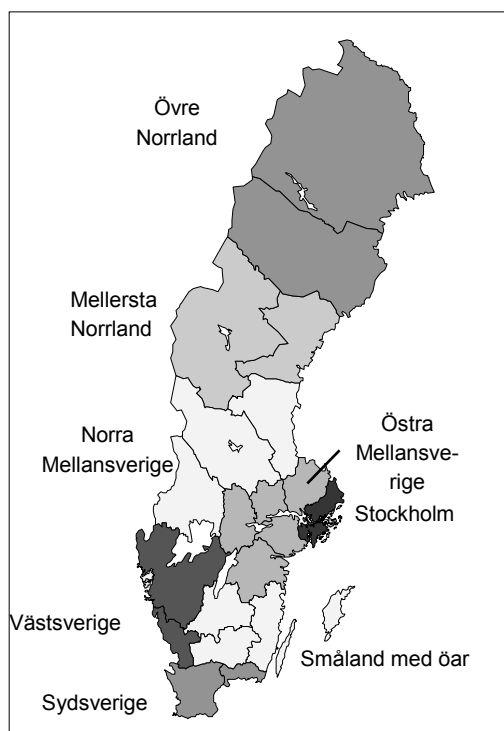 Övre
Norrland
Mellersta
Norrland
Norra
Mellansverige
Östra
Mellansve-
rige
Stockholm
Västsverige
Småland med öar
Sydsverige